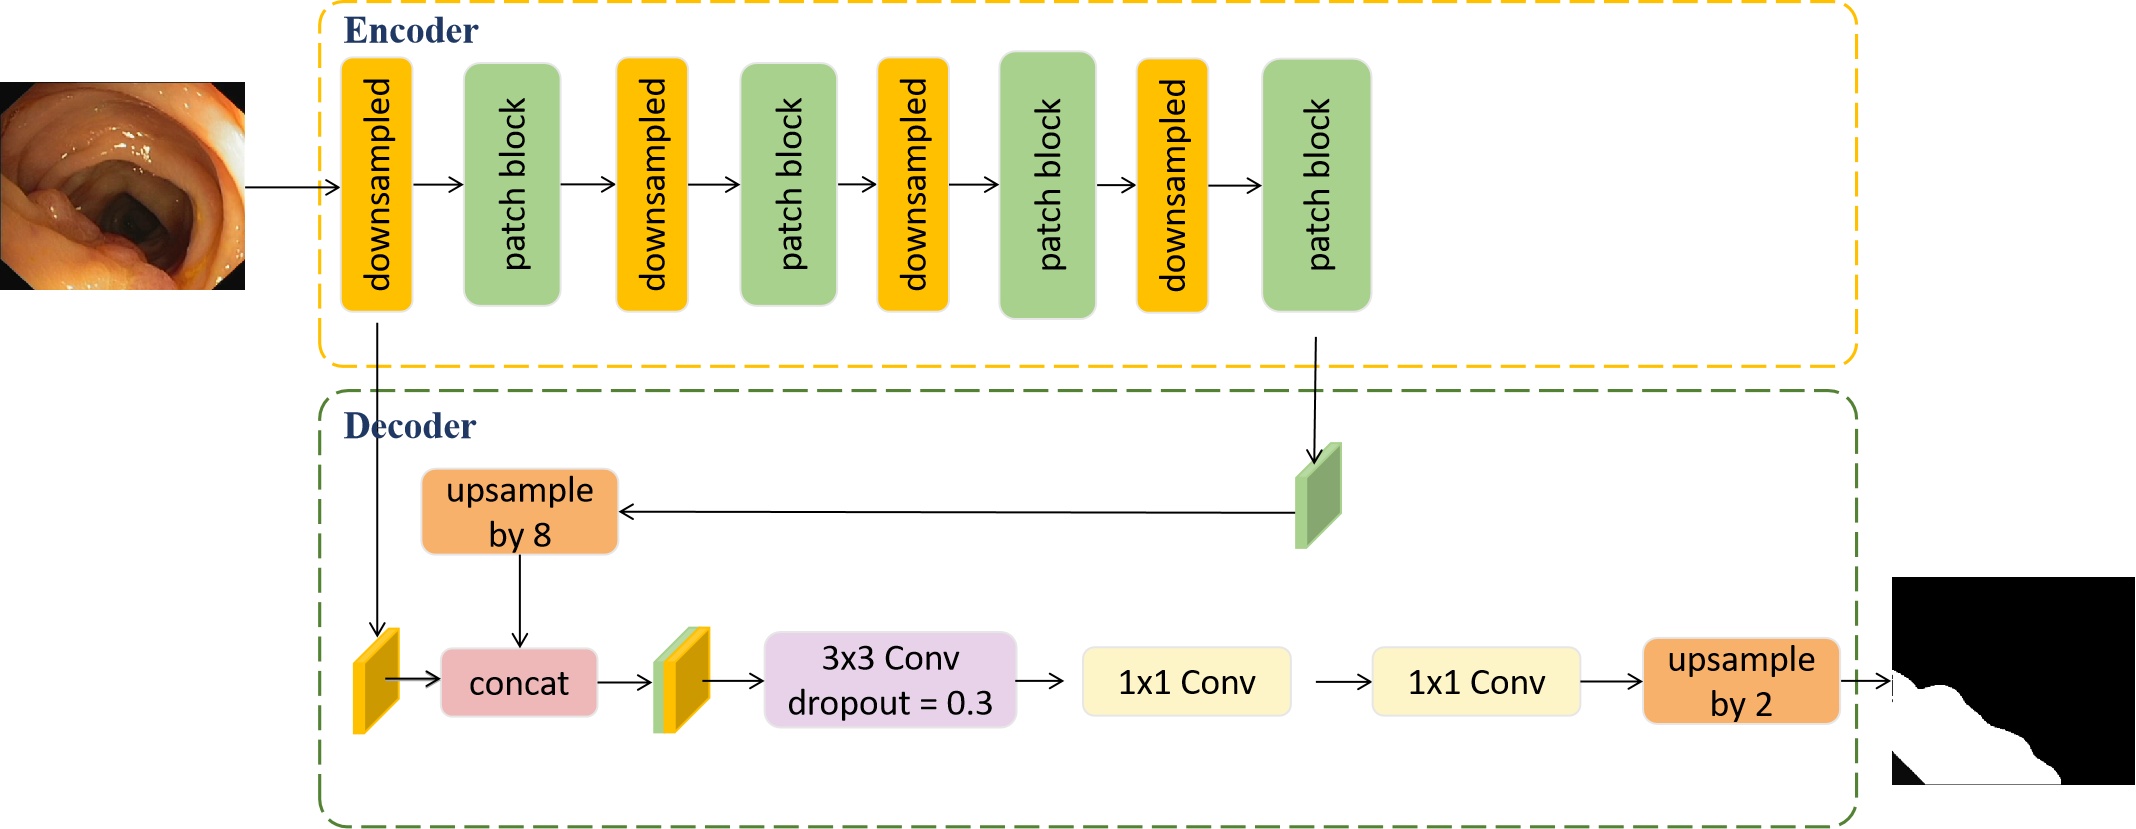 Encoder
downsampled
patch block
downsampled
patch block
downsampled
patch block
downsampled
patch block
Decoder
upsample
by 8
concat
3x3 Conv
dropout = 0.3
1x1 Conv
1x1 Conv
upsample
by 2